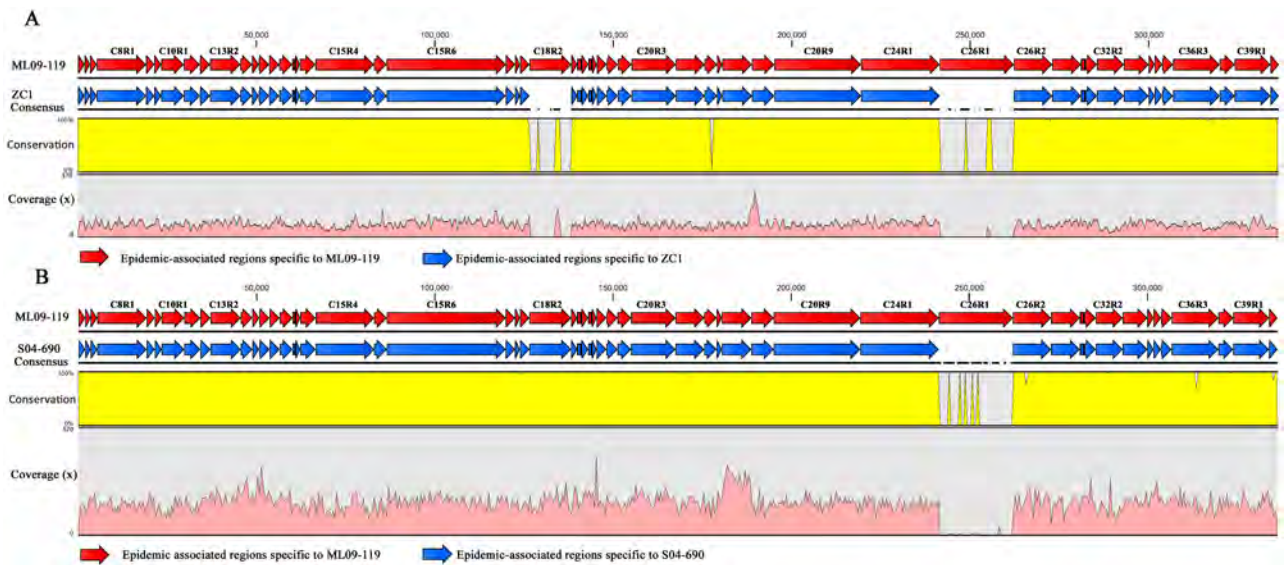 A
50,000 100,000 150,000 200,000 250,000 300,000
C8R1 C10R1 C13R2 C15R4 C15R6 C18R2 C20R3 C20R9 C24R1 C26R1 C26R2 C32R2 C36R3 C39R1
ML09-119
ZC1
Consensus
100%
Conservation
Coverage (x)
Epidemic-associated regions specific to ML09-119 Epidemic-associated regions specific to ZC1
B
50,000 100,000 150,000 200,000 250,000 300,000
C8R1 C10R1 C13R2 C15R4 C15R6 C18R2 C20R3 C20R9 C24R1 C26R1 C26R2 C32R2 C36R3 C39R1
ML09-119
S04-690
Consensus
100%
Conservation
0%
Coverage (x)
0
Epidemic associated regions specific to ML09-119 Epidemic-associated regions specific to S04-690